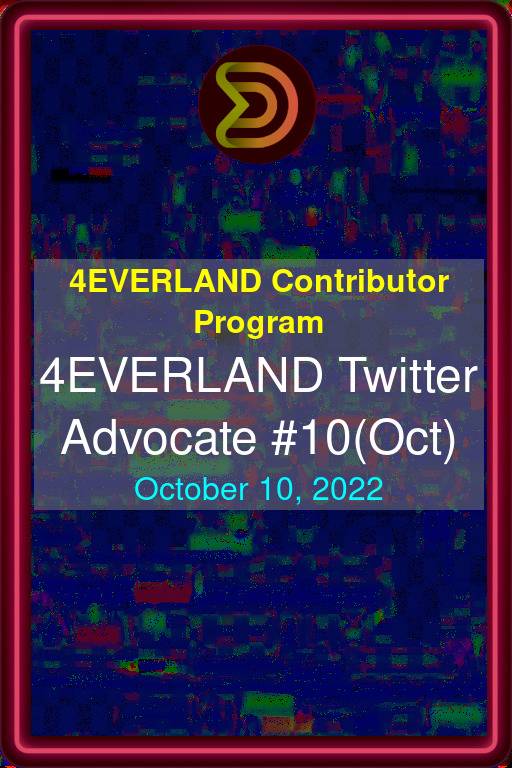 4EVERLAND Contributor
Program
4EVERLAND Twitter
Advocate #10(Oct)
October 10, 2022